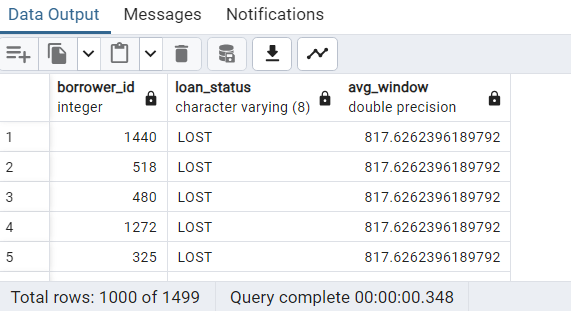 Data Output Messages Notifications
borrower_id loan_status avg_window
integer character varying (8) double precision
1 1440 LOST 817.6262396189792
2 518 LOST 817.6262396189792
3 480 LOST 817.6262396189792
4 1272 LOST 817.6262396189792
5 325 LOST 817.6262396189792
Total rows: 1000 of 1499 Query complete 00:00:00.348